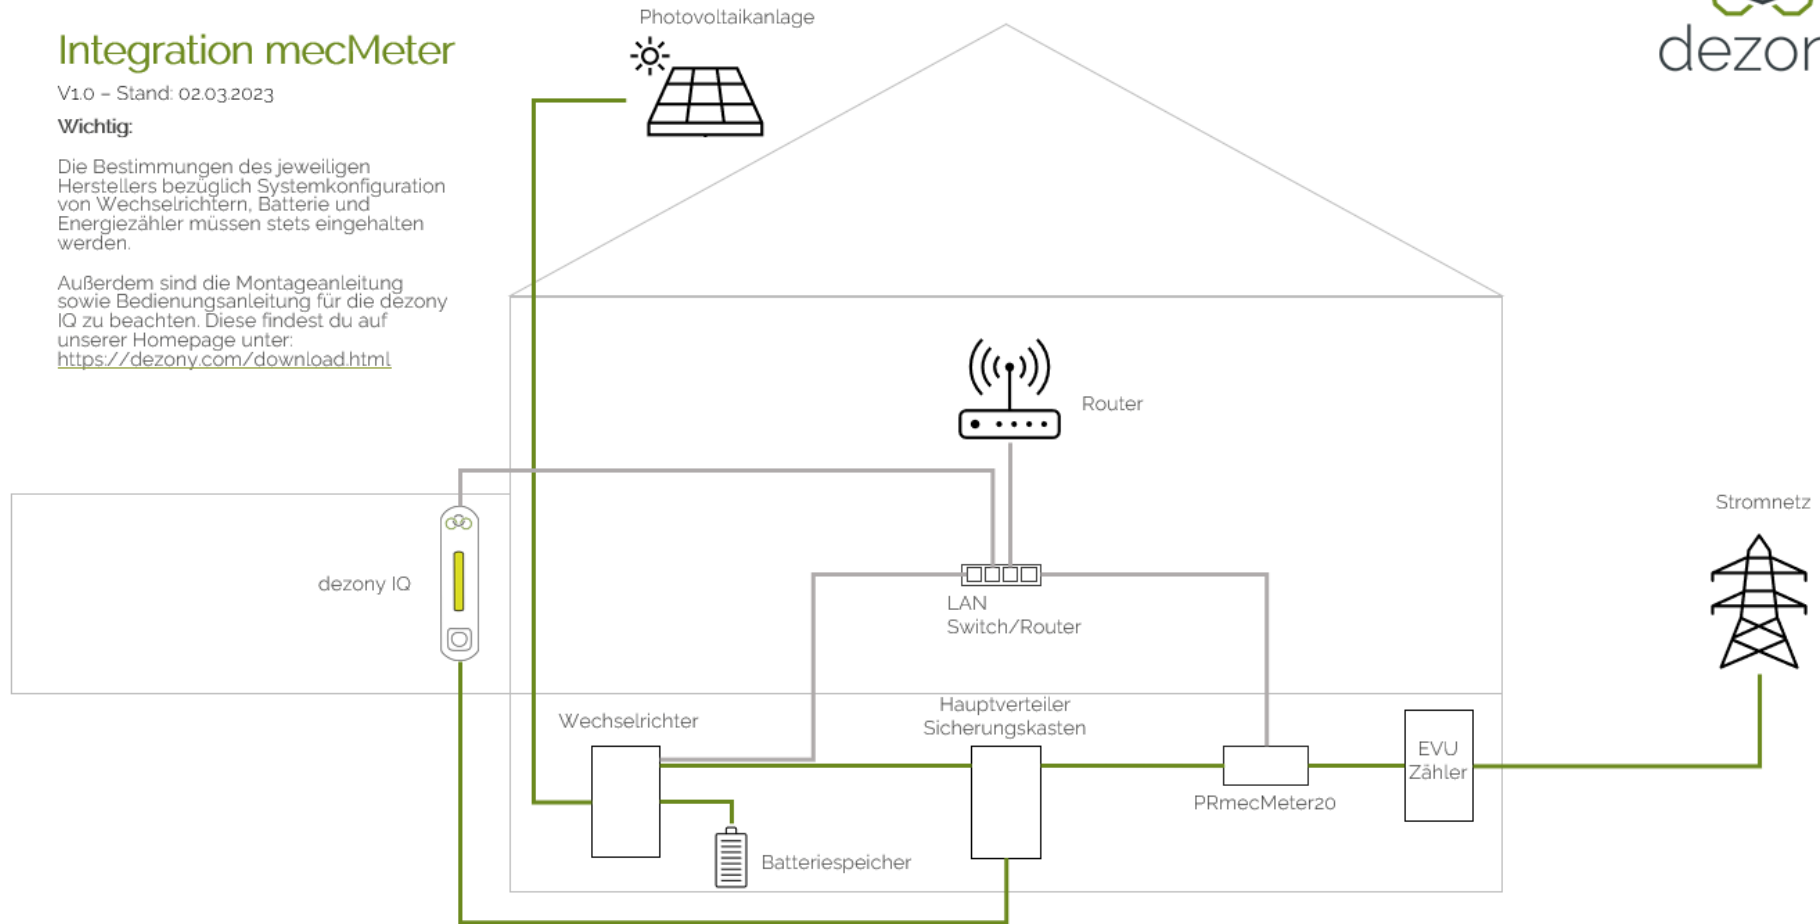 Photovoltaikanlage
Integration mecMeter
V1.0 – Stand: 02.03.2023
Wichtig:
Die Bestimmungen des jeweiligen
Herstellers bezüglich Systemkonfiguration
von Wechselrichtern, Batterie und
Energiezähler müssen stets eingehalten
werden.
Außerdem sind die Montageanleitung
sowie Bedienungsanleitung für die dezony
IQ zu beachten. Diese findest du auf
unserer Homepage unter:
https://dezony.com/download.html
Router
Stromnetz
dezony IQ
LAN
Switch/Router
Wechselrichter
Hauptverteiler
Sicherungskasten
EVU
Zähler
PRmecMeter20
Batteriespeicher